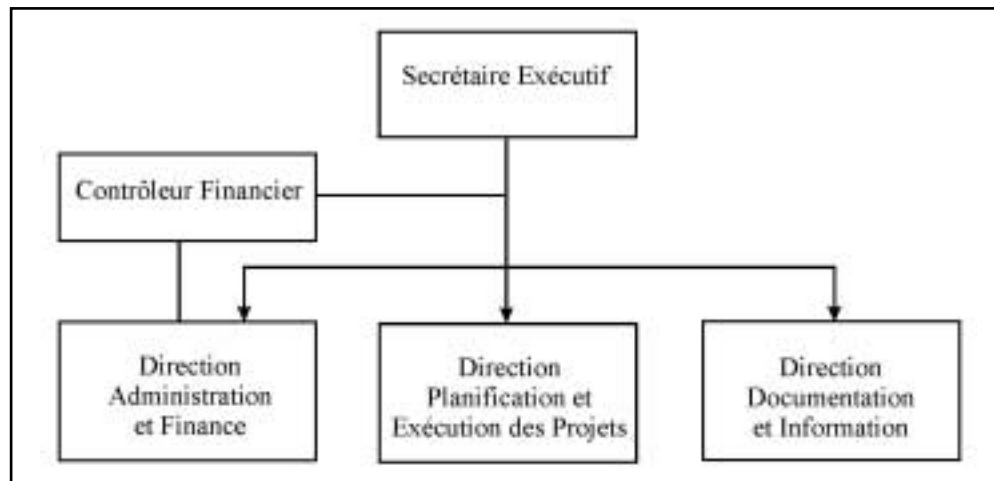 Secrétaire Exécutif
Contrôleur Financier
Direction
Administration
et Finance
Direction
Planification et
Exécution des Projets
Direction
Documentation
et Information